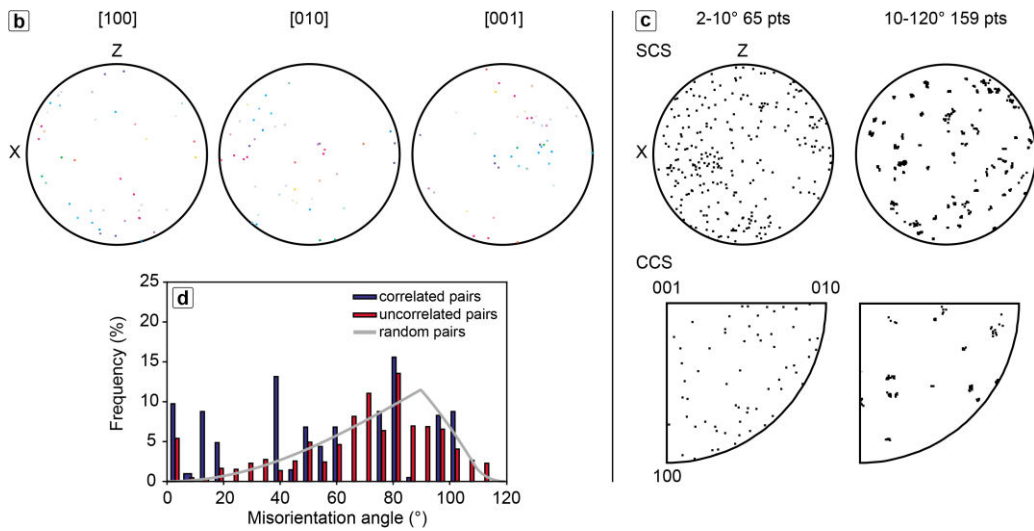 b
[100] [010] [001]
Z
X
c
2-10° 65 pts 10-120° 159 pts
SCS
Z
X
CCS
001 010
100
d
correlated pairs
uncorrelated pairs
random pairs
Frequency (%)
25
20
15
10
5
0
0 20 40 60 80 100 120
Misorientation angle (°)